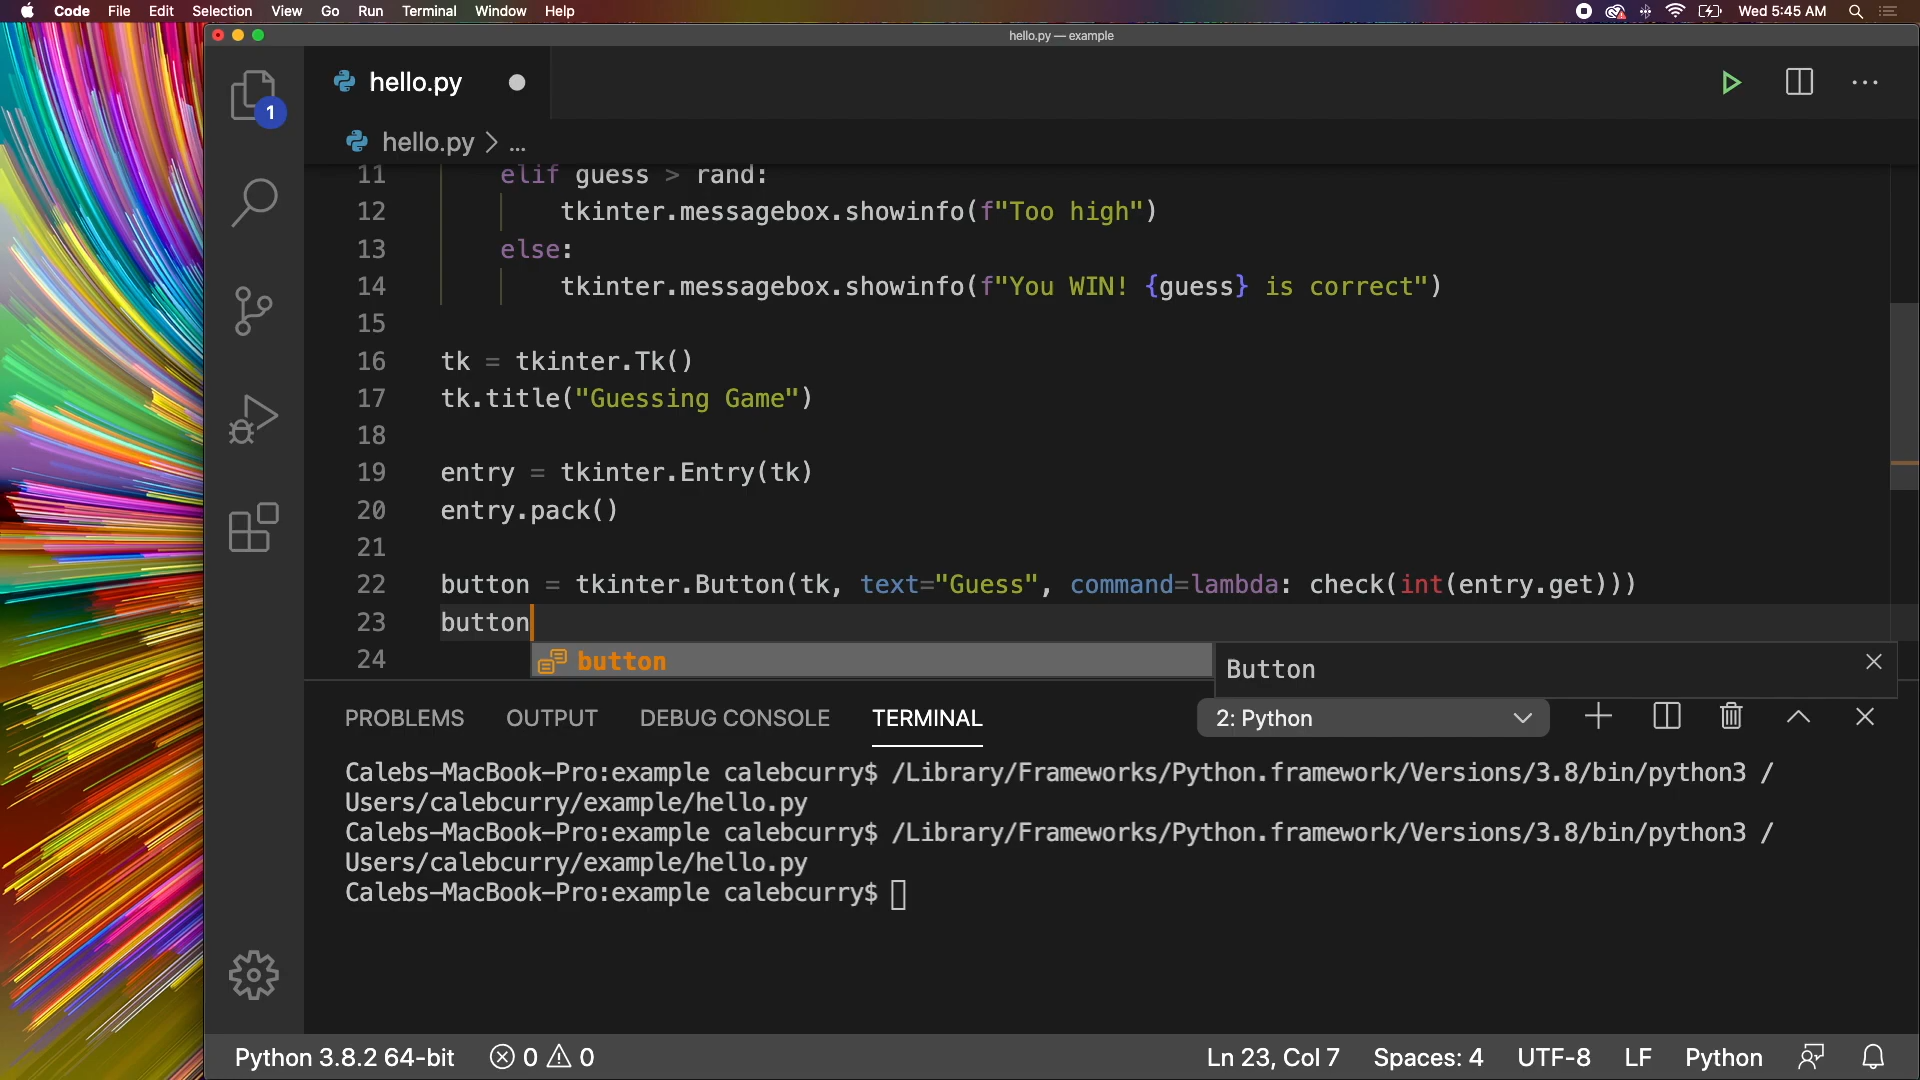 Code File Edit Selection View Go Run Terminal Window Help Wed 5:45 AM
hello.py — example
1
hello.py
hello.py > ...
11 elif guess > rand:
12 tkinter.messagebox.showinfo(f"Too high")
13 else:
14 tkinter.messagebox.showinfo(f"You WIN! {guess} is correct")
15
16 tk = tkinter.Tk()
17 tk.title("Guessing Game")
18
19 entry = tkinter.Entry(tk)
20 entry.pack()
21
22 button = tkinter.Button(tk, text="Guess", command=lambda: check(int(entry.get)))
23 button
24
button
Button
PROBLEMS OUTPUT DEBUG CONSOLE TERMINAL 2: Python
Calebs-MacBook-Pro:example calebcurry$ /Library/Frameworks/Python.framework/Versions/3.8/bin/python3 /
Users/calebcurry/example/hello.py
Calebs-MacBook-Pro:example calebcurry$ /Library/Frameworks/Python.framework/Versions/3.8/bin/python3 /
Users/calebcurry/example/hello.py
Calebs-MacBook-Pro:example calebcurry$
Python 3.8.2 64-bit 0 0 Ln 23, Col 7 Spaces: 4 UTF-8 LF Python